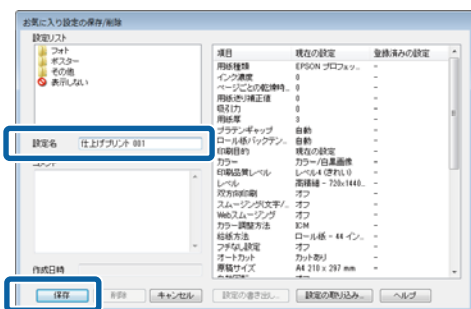 お気に入り設定の保存/削除
設定リスト
フォト
ポスター
その他
表示しない
設定名 仕上げプリント 001
コメント
作成日時
保存 削除 キャンセル
項目 現在の設定 登録済みの設定
用紙種類 EPSON プロフェッ... -
インク濃度 0 -
ページごとの乾燥時... 0 -
用紙送り補正値 0 -
吸引力 0 -
用紙厚 3 -
プラテンギャップ 自動 -
ロール紙バックテン... 自動 -
印刷目的 現在の設定 -
カラー カラー/自黒画像 -
印刷品質レベル レベル4 (きれい) -
レベル 高精細 - 720x1440... -
双方向印刷 オフ -
スムージング(文字/... オフ -
Webスムージング オフ -
カラー調整方法 ICM -
給紙方法 ロール紙 - 44 イン... -
フチなし設定 オフ -
オートカット カットあり -
原稿サイズ A4 210 x 297 mm -
設定の書き出し... 設定の取り込み... ヘルプ